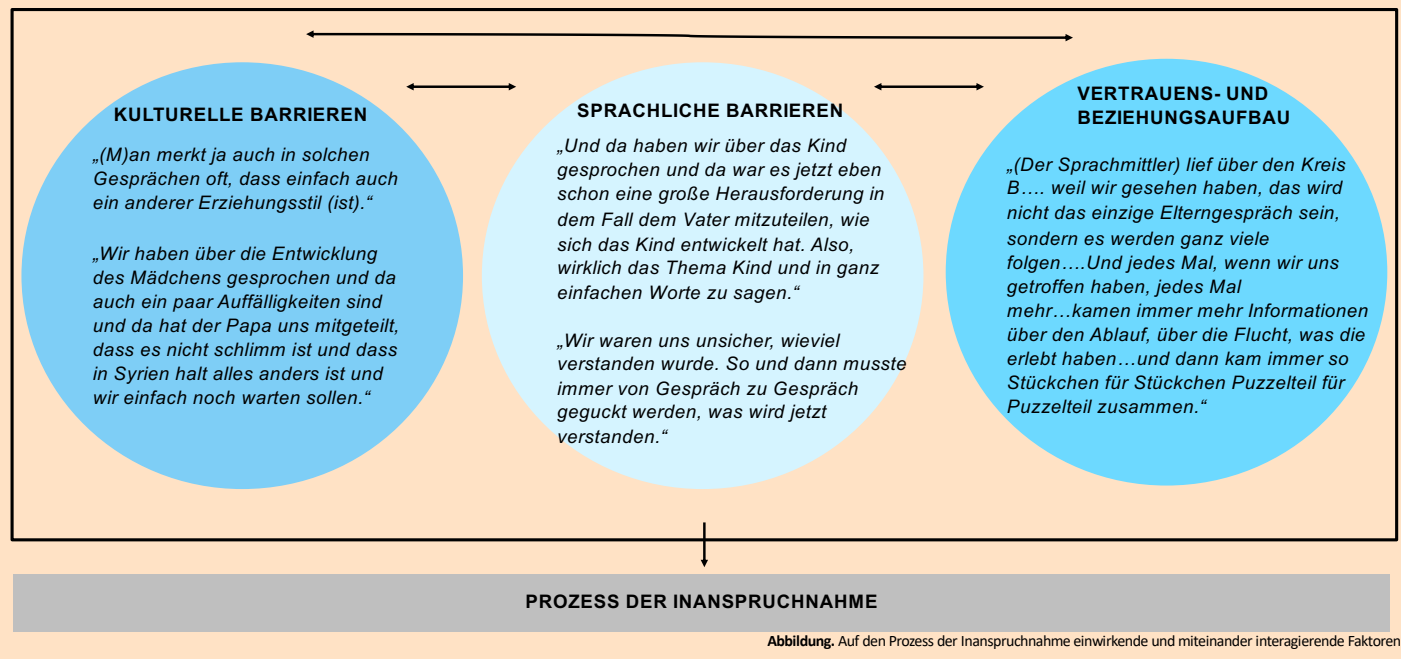 KULTURELLE BARRIEREN
„(M)an merkt ja auch in solchen
Gesprächen oft, dass einfach auch
ein anderer Erziehungsstil (ist).“
„Wir haben über die Entwicklung
des Mädchens gesprochen und da
auch ein paar Auffälligkeiten sind
und da hat der Papa uns mitgeteilt,
dass es nicht schlimm ist und dass
in Syrien halt alles anders ist und
wir einfach noch warten sollen.“
SPRACHLICHE BARRIEREN
„Und da haben wir über das Kind
gesprochen und da war es jetzt eben
schon eine große Herausforderung in
dem Fall dem Vater mitzuteilen, wie
sich das Kind entwickelt hat. Also,
wirklich das Thema Kind und in ganz
einfachen Worte zu sagen.“
„Wir waren uns unsicher, wieviel
verstanden wurde. So und dann musste
immer von Gespräch zu Gespräch
geguckt werden, was wird jetzt
verstanden.“
VERTRAUENS- UND
BEZIEHUNGSAUFBAU
„(Der Sprachmittler) lief über den Kreis
B…. weil wir gesehen haben, das wird
nicht das einzige Elterngespräch sein,
sondern es werden ganz viele
folgen….Und jedes Mal, wenn wir uns
getroffen haben, jedes Mal
mehr…kamen immer mehr Informationen
über den Ablauf, über die Flucht, was die
erlebt haben…und dann kam immer so
Stückchen für Stückchen Puzzelteil für
Puzzelteil zusammen.“
PROZESS DER INANSPRUCHNAHME
Abbildung. Auf den Prozess der Inanspruchnahme einwirkende und miteinander interagierende Faktoren